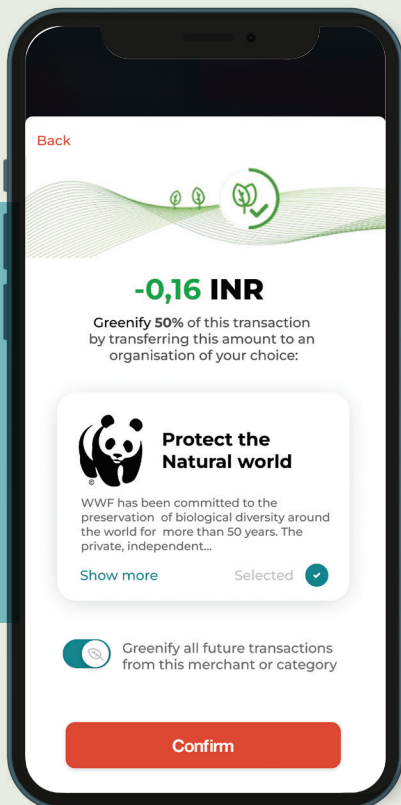 Back
-0,16 INR
Greenify 50% of this transaction
by transferring this amount to an
organisation of your choice:
Protect the
Natural world
©
WWF has been committed to the
preservation of biological diversity around
the world for more than 50 years. The
private, independent...
Show more
Selected
Greenify all future transactions
from this merchant or category
Confirm